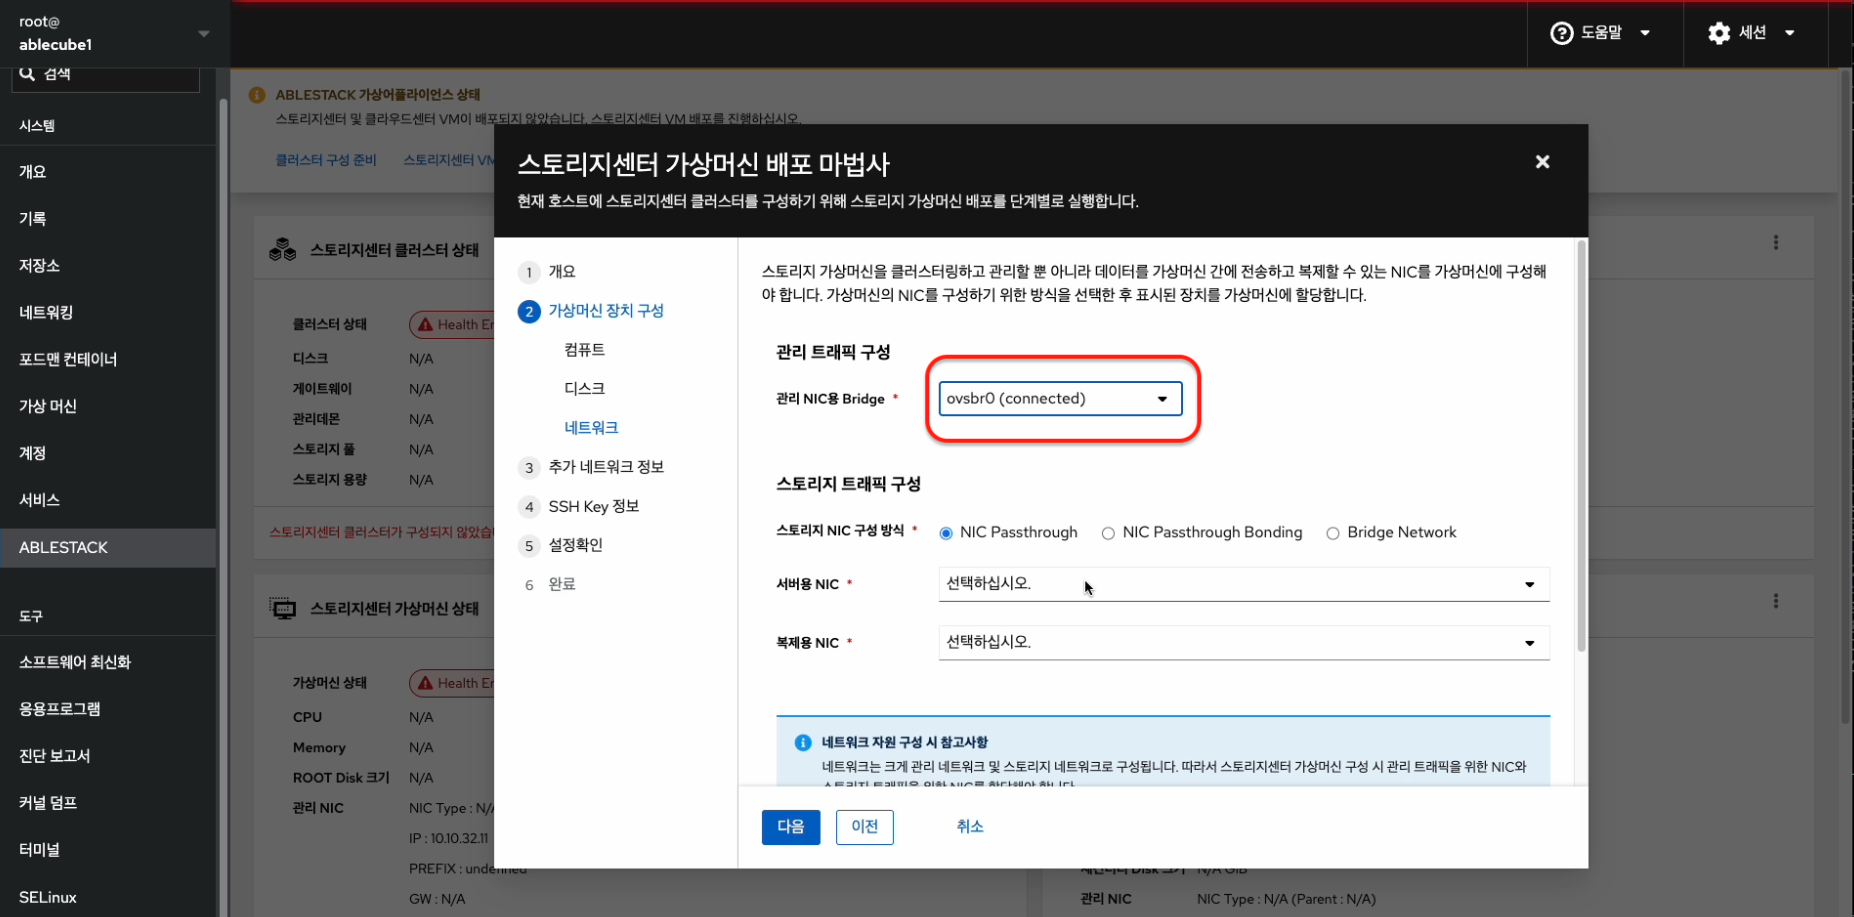 root@
ablecube1
도움말
세션
검색
시스템
개요
기록
저장소
네트워킹
포드맨 컨테이너
가상 머신
계정
서비스
ABLESTACK
도구
소프트웨어 최신화
응용프로그램
진단 보고서
커널 덤프
터미널
SELinux
ABLESTACK 가상어플라이언스 상태
스토리지센터 및 클라우드센터 VM이 배포되지 않았습니다. 스토리지센터 VM 배포를 진행하십시오.
클러스터 구성 준비
스토리지센터 VM
스토리지센터 클러스터 상태
클러스터 상태
Health Er
디스크 N/A
게이트웨이 N/A
관리데몬 N/A
스토리지 풀 N/A
스토리지 용량 N/A
스토리지센터 클러스터가 구성되지 않았습
스토리지센터 가상머신 상태
가상머신 상태
Health Er
CPU N/A
Memory N/A
ROOT Disk 크기 N/A
관리 NIC NIC Type : N/A
IP : 10.10.32.11
PREFIX : undefined
GW : N/A
스토리지센터 가상머신 배포 마법사
현재 호스트에 스토리지센터 클러스터를 구성하기 위해 스토리지 가상머신 배포를 단계별로 실행합니다.
1 개요
2 가상머신 장치 구성
컴퓨트
디스크
네트워크
3 추가 네트워크 정보
4 SSH Key 정보
5 설정확인
6 완료
스토리지 가상머신을 클러스터링하고 관리할 뿐 아니라 데이터를 가상머신 간에 전송하고 복제할 수 있는 NIC를 가상머신에 구성해
야 합니다. 가상머신의 NIC를 구성하기 위한 방식을 선택한 후 표시된 장치를 가상머신에 할당합니다.
관리 트래픽 구성
관리 NIC용 Bridge * ovsbr0 (connected)
스토리지 트래픽 구성
스토리지 NIC 구성 방식 * NIC Passthrough NIC Passthrough Bonding Bridge Network
서버용 NIC * 선택하십시오.
복제용 NIC * 선택하십시오.
네트워크 자원 구성 시 참고사항
네트워크는 크게 관리 네트워크 및 스토리지 네트워크로 구성됩니다. 따라서 스토리지센터 가상머신 구성 시 관리 트래픽을 위한 NIC와
스토리지 트래픽을 위한 NIC를 할당해야 합니다.
다음 이전 취소
N/A GiB
관리 NIC NIC Type : N/A (Parent : N/A)